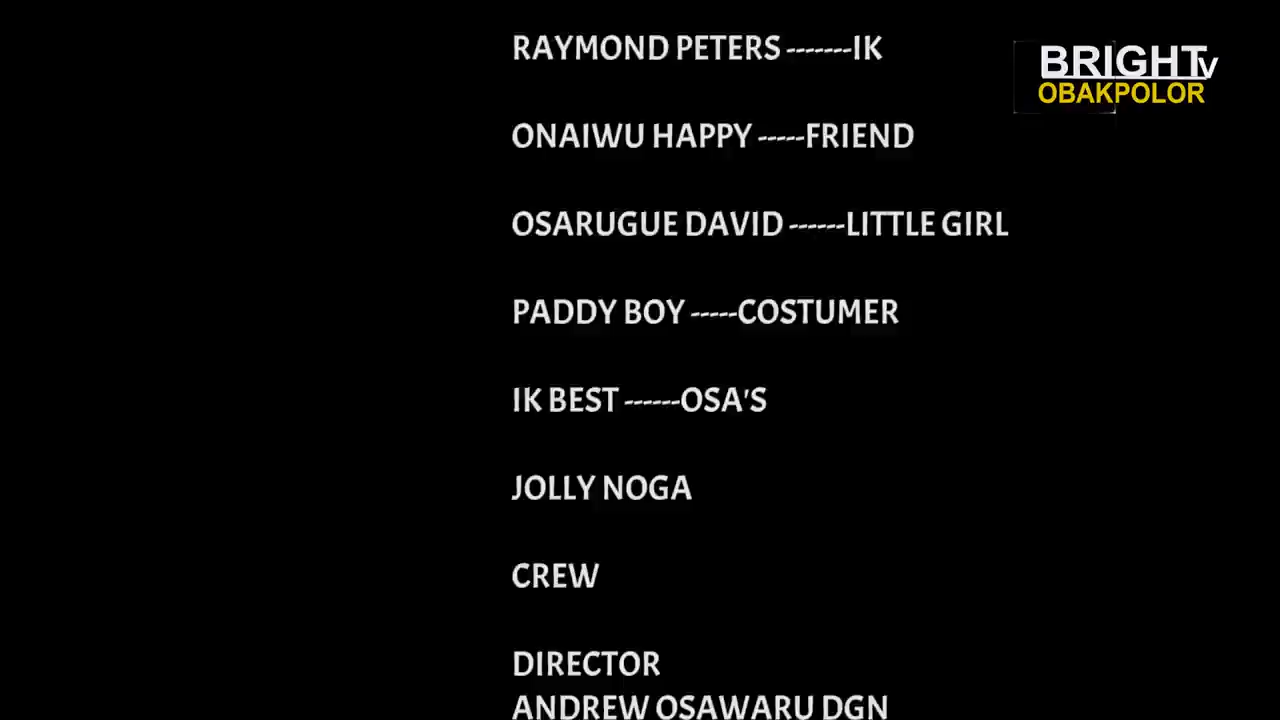 RAYMOND PETERS -------IK
BRIGHTv
OBAKPOLOR
ONAIWU HAPPY -----FRIEND
OSARUGUE DAVID ------LITTLE GIRL
PADDY BOY -----COSTUMER
IK BEST ------OSA'S
JOLLY NOGA
CREW
DIRECTOR
ANDREW OSAWARU DGN